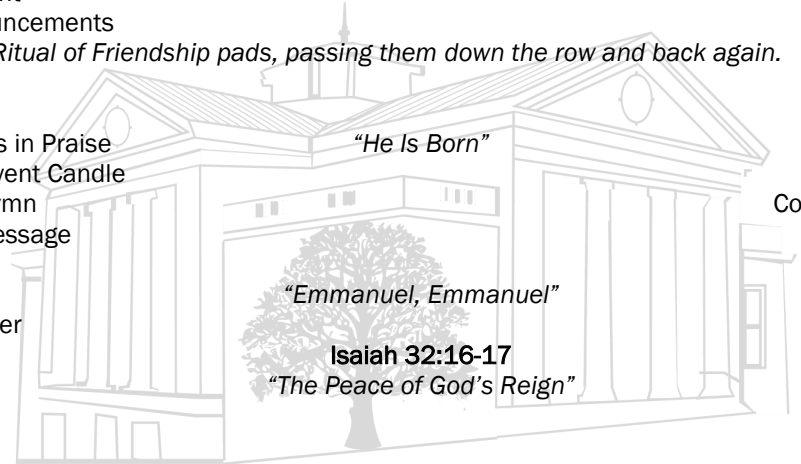 uncements
Ritual of Friendship pads, passing them down the row and back again.
s in Praise “He Is Born”
vent Candle
mn Co
essage
“Emmanuel, Emmanuel”
er
Isaiah 32:16-17
“The Peace of God’s Reign”